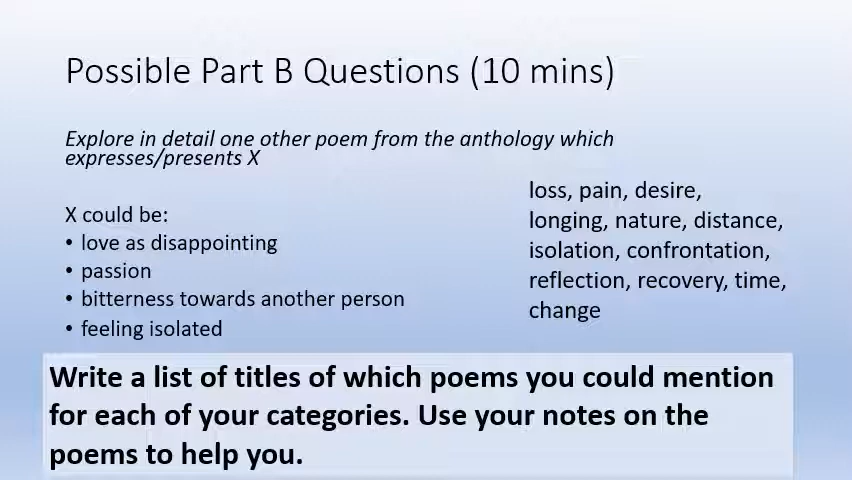 Possible Part B Questions (10 mins)
Explore in detail one other poem from the anthology which
expresses/presents X
X could be:
• love as disappointing
• passion
• bitterness towards another person
• feeling isolated
loss, pain, desire,
longing, nature, distance,
isolation, confrontation,
reflection, recovery, time,
change
Write a list of titles of which poems you could mention
for each of your categories. Use your notes on the
poems to help you.